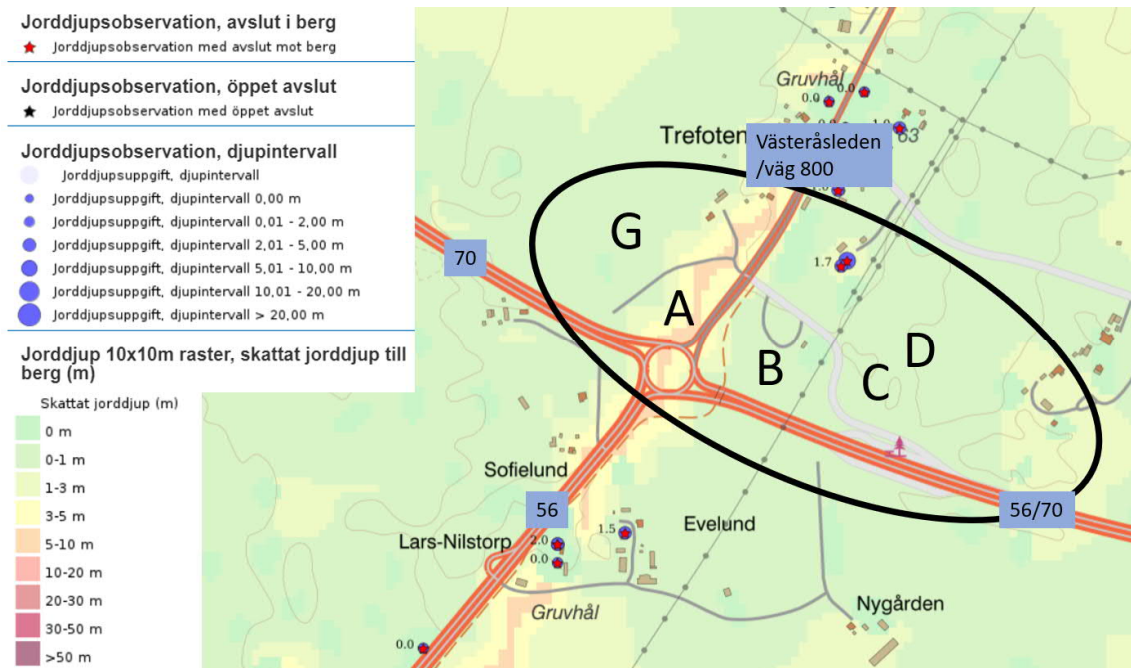 Jorddjupsobservation, avslut i berg
Jorddjupsobservation med avslut mot berg
Jorddjupsobservation, öppet avslut
Jorddjupsobservation med öppet avslut
Jorddjupsobservation, djupintervall
Jorddjupsuppgift, djupintervall
Jorddjupsuppgift, djupintervall 0,00 m
Jorddjupsuppgift, djupintervall 0,01 - 2,00 m
Jorddjupsuppgift, djupintervall 2,01 - 5,00 m
Jorddjupsuppgift, djupintervall 5,01 - 10,00 m
Jorddjupsuppgift, djupintervall 10,01 - 20,00 m
Jorddjupsuppgift, djupintervall > 20,00 m
Jorddjup 10x10m raster, skattat jorddjup till
berg (m)
Skattat jorddjup (m)
0 m
0-1 m
1-3 m
3-5 m
5-10 m
10-20 m
20-30 m
30-50 m
>50 m
Gruvhål
0.0
0.0
Trefoten
63
Västeråsleden
/väg 800
G
70
1.7
A
B
C
D
Sofielund
56
56/70
Lars-Nilstorp
2.0
0.0
1.5
Evelund
Gruvhål
Nygården
0.0